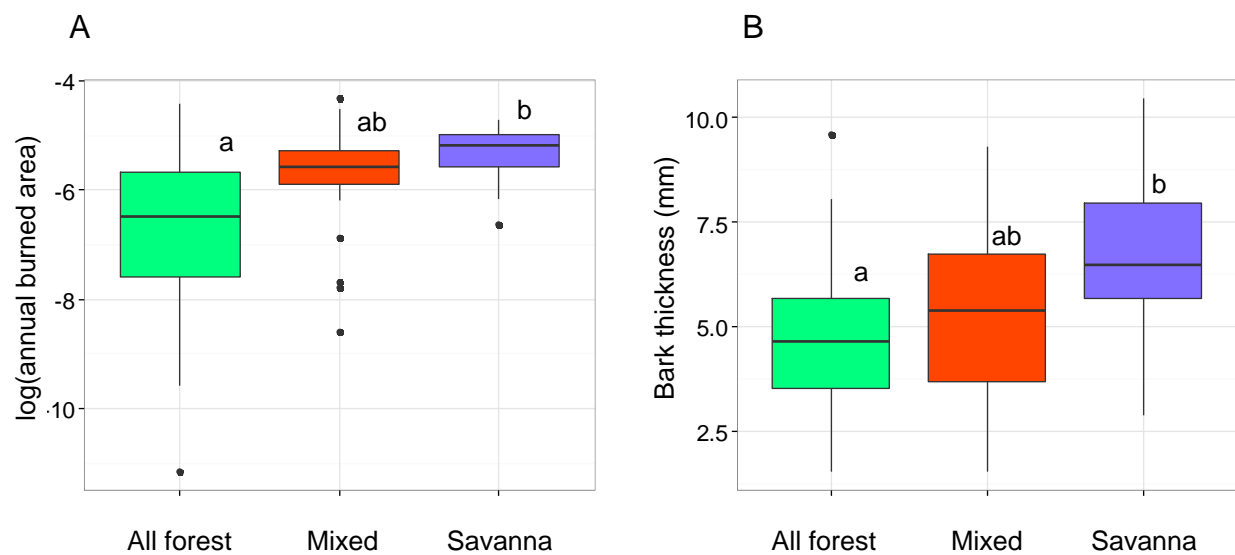 A
log(annual burned area)
-4
-6
-8
-10
a
ab
b
All forest
Mixed
Savanna
B
Bark thickness (mm)
10.0
7.5
5.0
2.5
a
ab
b
All forest
Mixed
Savanna